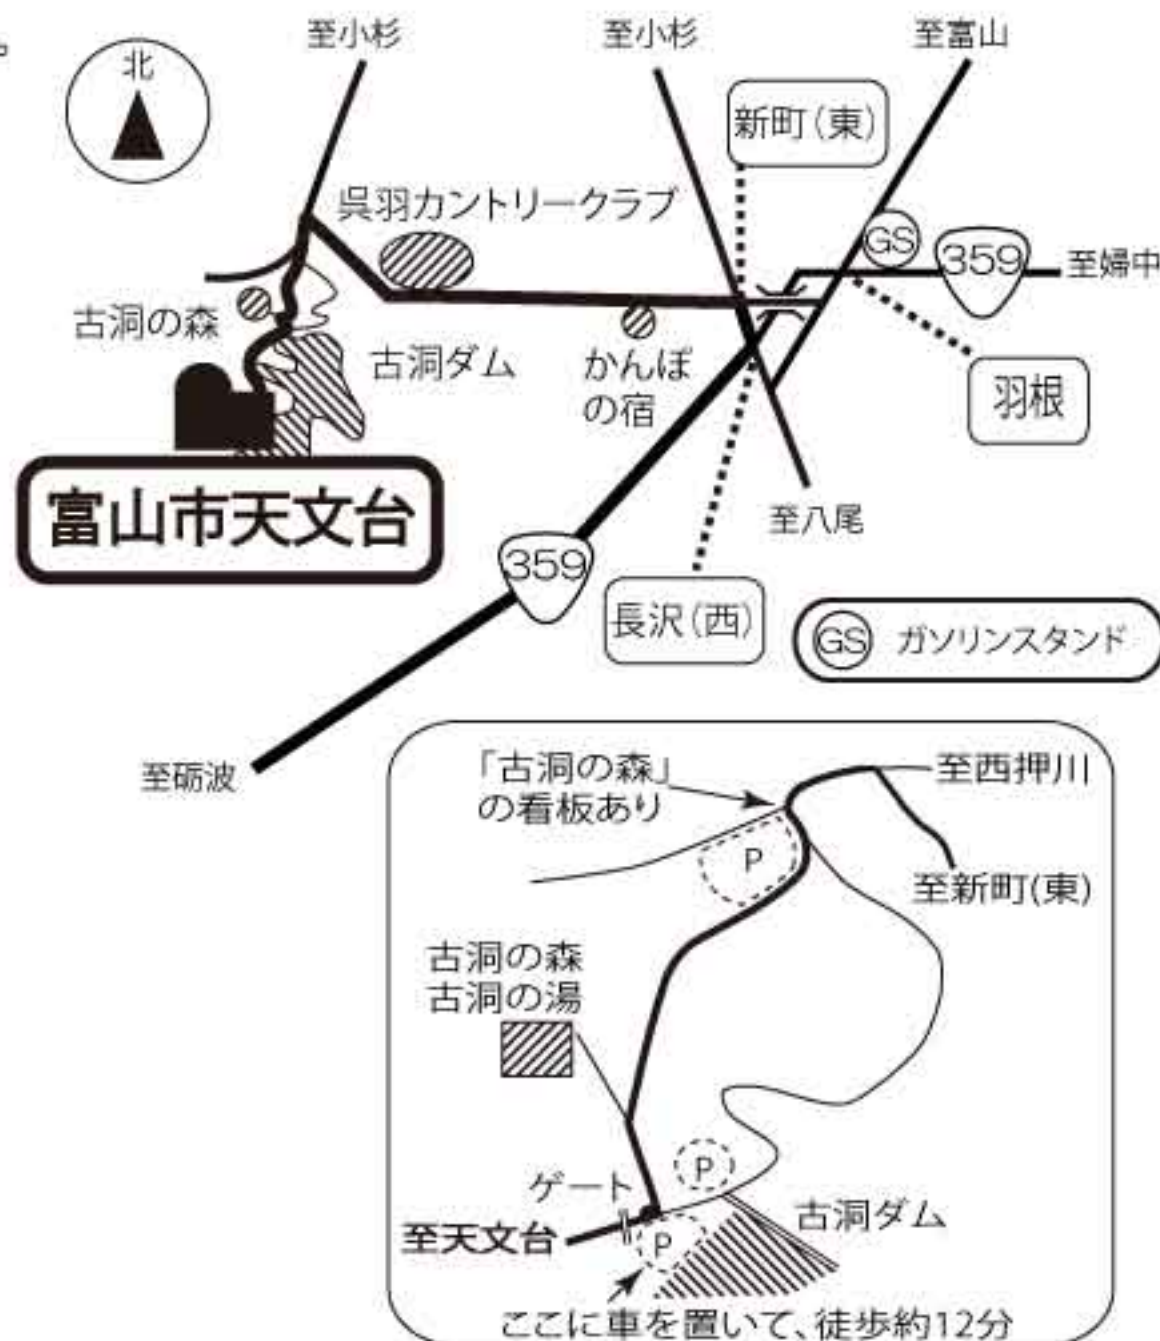 至小杉
至小杉
至富山
北
新町(東)
呉羽カントリークラブ
GS
359
至婦中
古洞の森
古洞ダム
かんぽ
の宿
羽根
富山市天文台
至八尾
359
長沢(西)
GS ガソリンスタンド
至砺波
「古洞の森」
の看板あり
至西押川
P
至新町(東)
古洞の森
古洞の湯
P
ゲート
古洞ダム
至天文台
P
ここに車を置いて、徒歩約12分